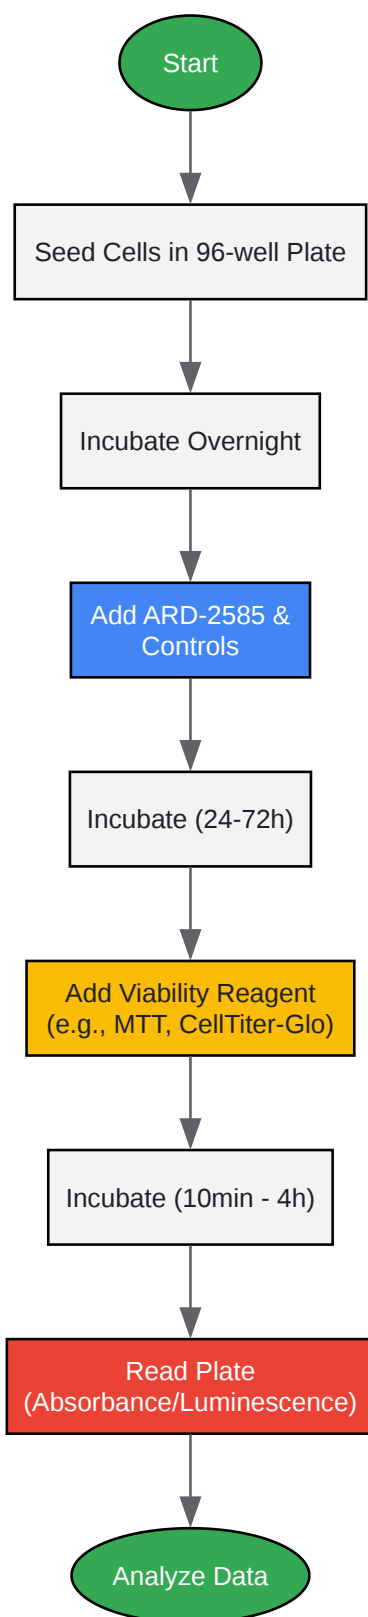 Start
Seed Cells in 96-well Plate
Incubate Overnight
Add ARD-2585 &
Controls
Incubate (24-72h)
Add Viability Reagent
(e.g., MTT, CellTiter-Glo)
Incubate (10min - 4h)
Read Plate
(Absorbance/Luminescence)
Analyze Data